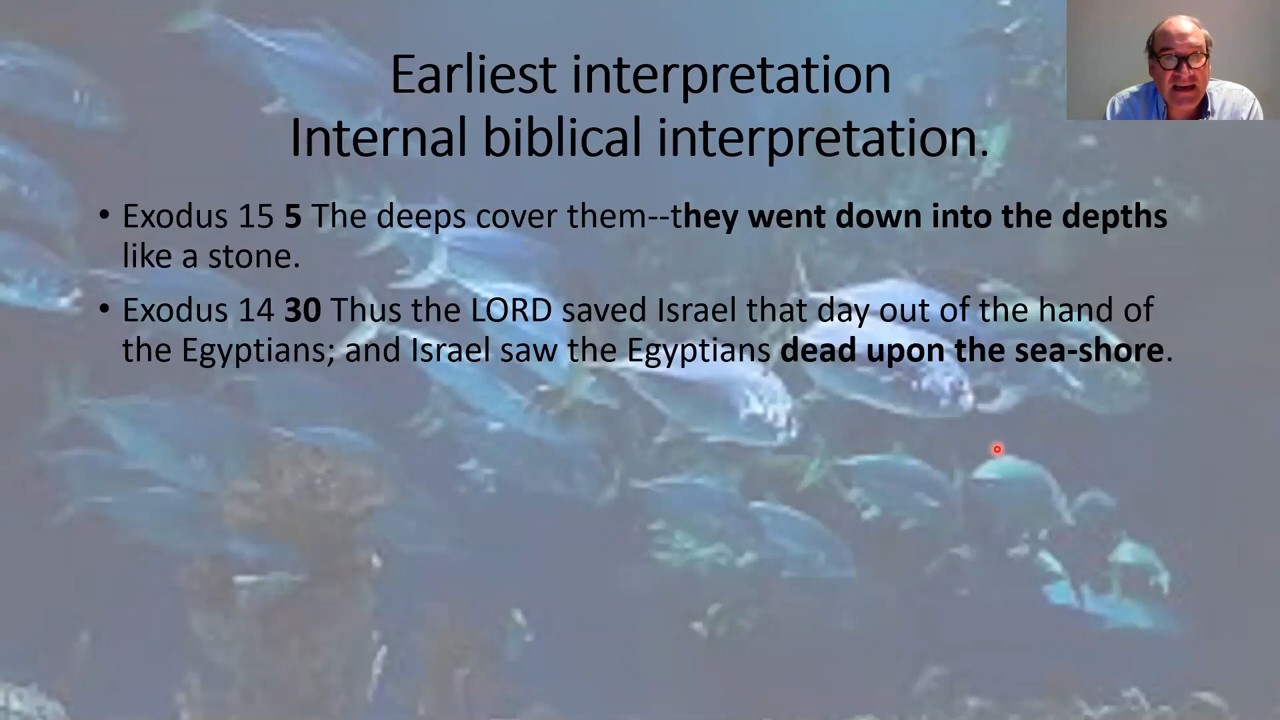 Earliest interpretation
Internal biblical interpretation.
• Exodus 15 5 The deeps cover them--they went down into the depths
like a stone.
• Exodus 14 30 Thus the LORD saved Israel that day out of the hand of
the Egyptians; and Israel saw the Egyptians dead upon the sea-shore.